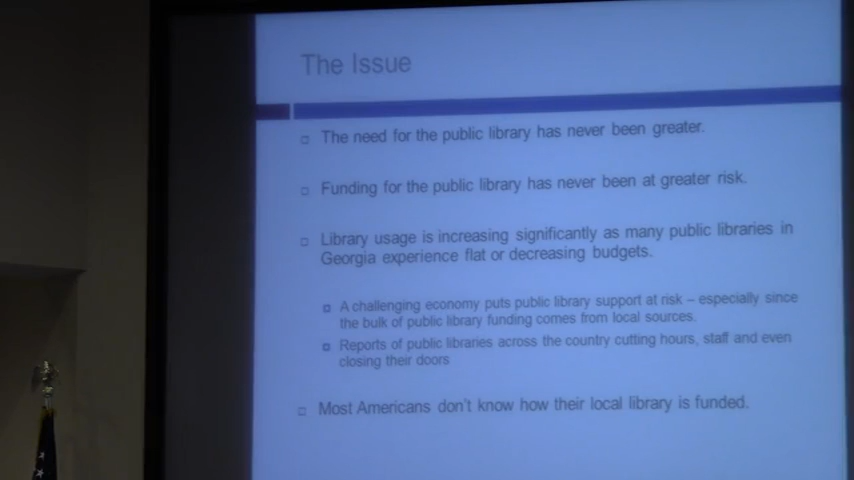 The Issue
The need for the public library has never been greater.
Funding for the public library has never been at greater risk.
Library usage is increasing significantly as many public libraries in
Georgia experience flat or decreasing budgets.
A challenging economy puts public library support at risk – especially since
the bulk of public library funding comes from local sources.
Reports of public libraries across the country cutting hours, staff and even
closing their doors
Most Americans don't know how their local library is funded.